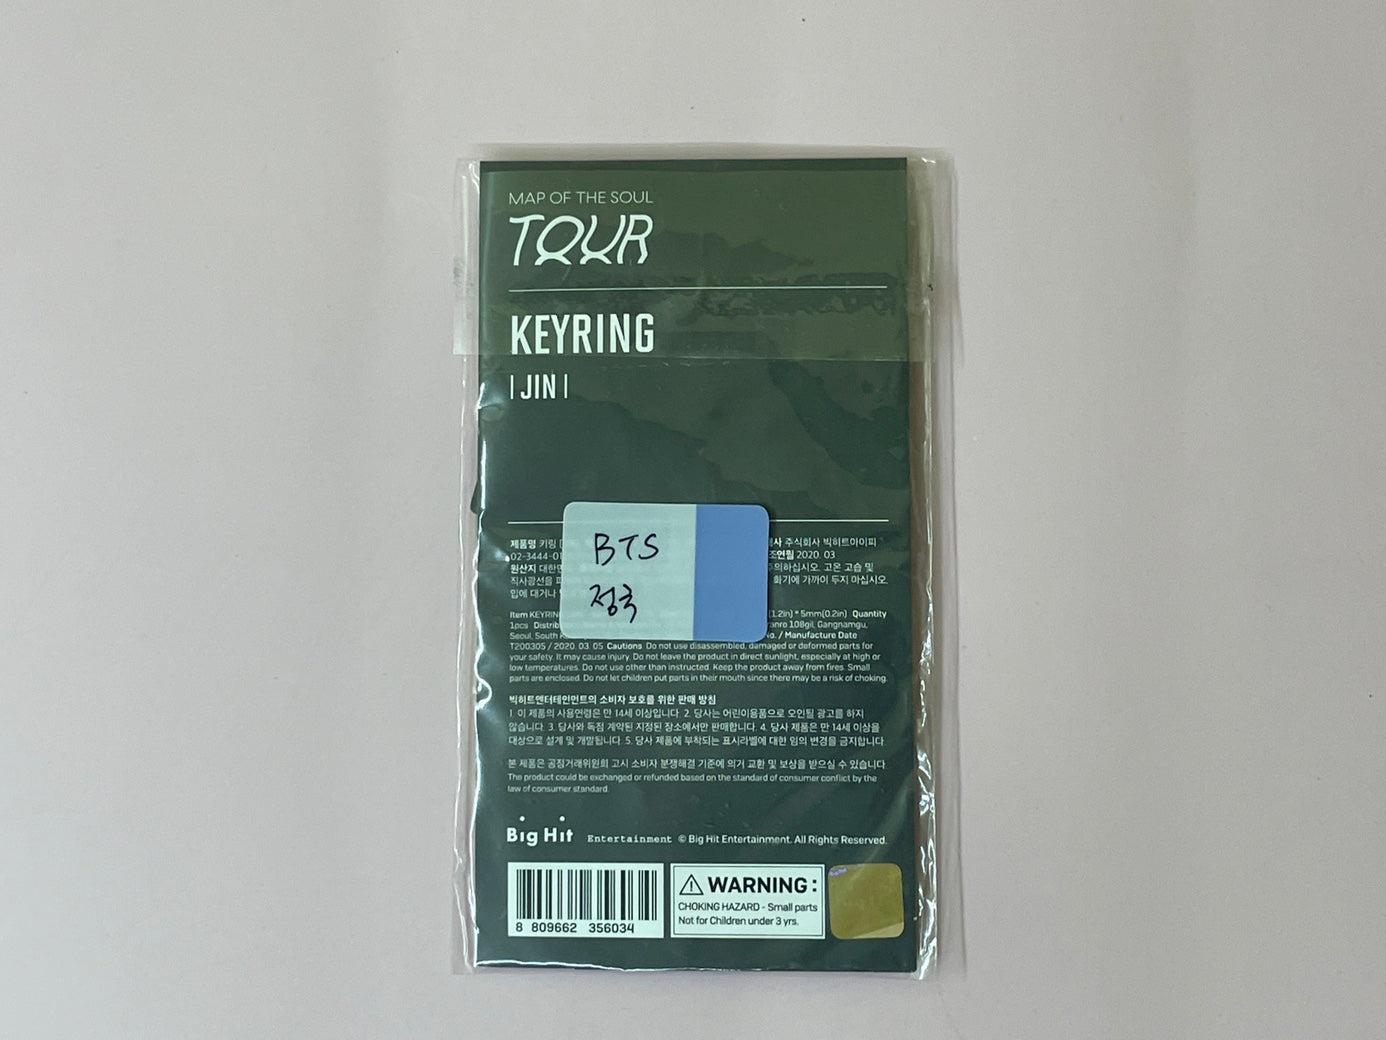 MAP OF THE SOUL
TOUR
KEYRING
| JIN |
BTS
정국
제품명 키링 주식회사 빅히트아이피
02-3444-01 2020. 03
원산지 고온 고습 및
직사광선을 화기에 가까이 두지 마십시오.
입에 대거나
Item KEYRING (1.2in) * 5mm(0.2in) Quantity
1pcs 108gil, Gangnamgu,
Seoul, South No. / Manufacture Date
T200305 / 2020. 03. 05 Cautions Do not use disassembled, damaged or deformed parts for
your safety. It may cause injury. Do not leave the product in direct sunlight, especially at high or
low temperatures. Do not use other than instructed. Keep the product away from fires. Small
parts are enclosed. Do not let children put parts in their mouth since there may be a risk of choking.
빅히트엔터테인먼트의 소비자 보호를 위한 판매 방침
1. 이 제품의 사용연령은 만 14세 이상입니다. 2. 당사는 어린이용품으로 오인될 광고를 하지
않습니다. 3. 당사와 독점 계약된 지정된 장소에서만 판매합니다. 4. 당사 제품은 만 14세 이상을
대상으로 설계 및 개발됩니다. 5. 당사 제품에 부착되는 표시라벨에 대한 임의 변경을 금지합니다.
본 제품은 공정거래위원회 고시 소비자 분쟁해결 기준에 의거 교환 및 보상을 받으실 수 있습니다.
The product could be exchanged or refunded based on the standard of consumer conflict by the
law of consumer standard.
Big Hit Entertainment © Big Hit Entertainment. All Rights Reserved.
8 809662 356034
⚠ WARNING :
CHOKING HAZARD - Small parts
Not for Children under 3 yrs.